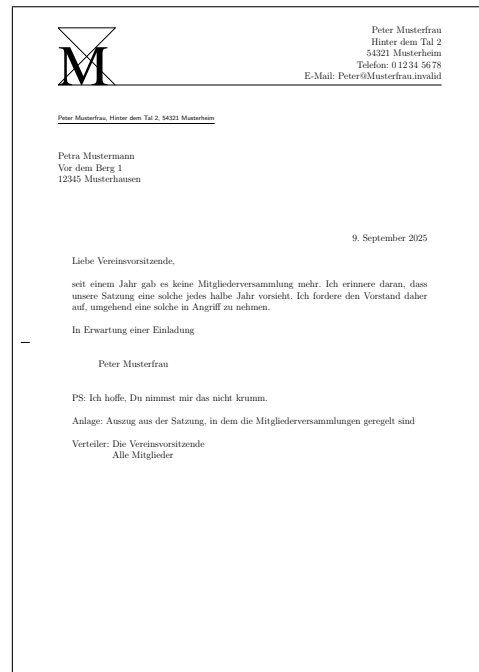 M
Peter Musterfrau
Hinter dem Tal 2
54321 Musterheim
Telefon: 0 12 34 56 78
E-Mail: Peter@Musterfrau.invalid
Peter Musterfrau, Hinter dem Tal 2, 54321 Musterheim
Petra Mustermann
Vor dem Berg 1
12345 Musterhausen
9. September 2025
Liebe Vereinsvorsitzende,
seit einem Jahr gab es keine Mitgliederversammlung mehr. Ich erinnere daran, dass
unsere Satzung eine solche jedes halbe Jahr vorsieht. Ich fordere den Vorstand daher
auf, umgehend eine solche in Angriff zu nehmen.
In Erwartung einer Einladung
Peter Musterfrau
PS: Ich hoffe, Du nimmst mir das nicht krumm.
Anlage: Auszug aus der Satzung, in dem die Mitgliederversammlungen geregelt sind
Verteiler: Die Vereinsvorsitzende
Alle Mitglieder